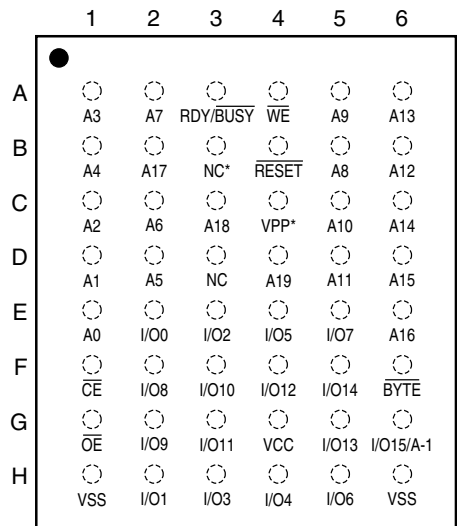 1 2 3 4 5 6
A
A3 A7 RDY/BUSY WE A9 A13
B
A4 A17 NC* RESET A8 A12
C
A2 A6 A18 VPP* A10 A14
D
A1 A5 NC A19 A11 A15
E
A0 I/O0 I/O2 I/O5 I/O7 A16
F
CE I/O8 I/O10 I/O12 I/O14 BYTE
G
OE I/O9 I/O11 VCC I/O13 I/O15/A-1
H
VSS I/O1 I/O3 I/O4 I/O6 VSS